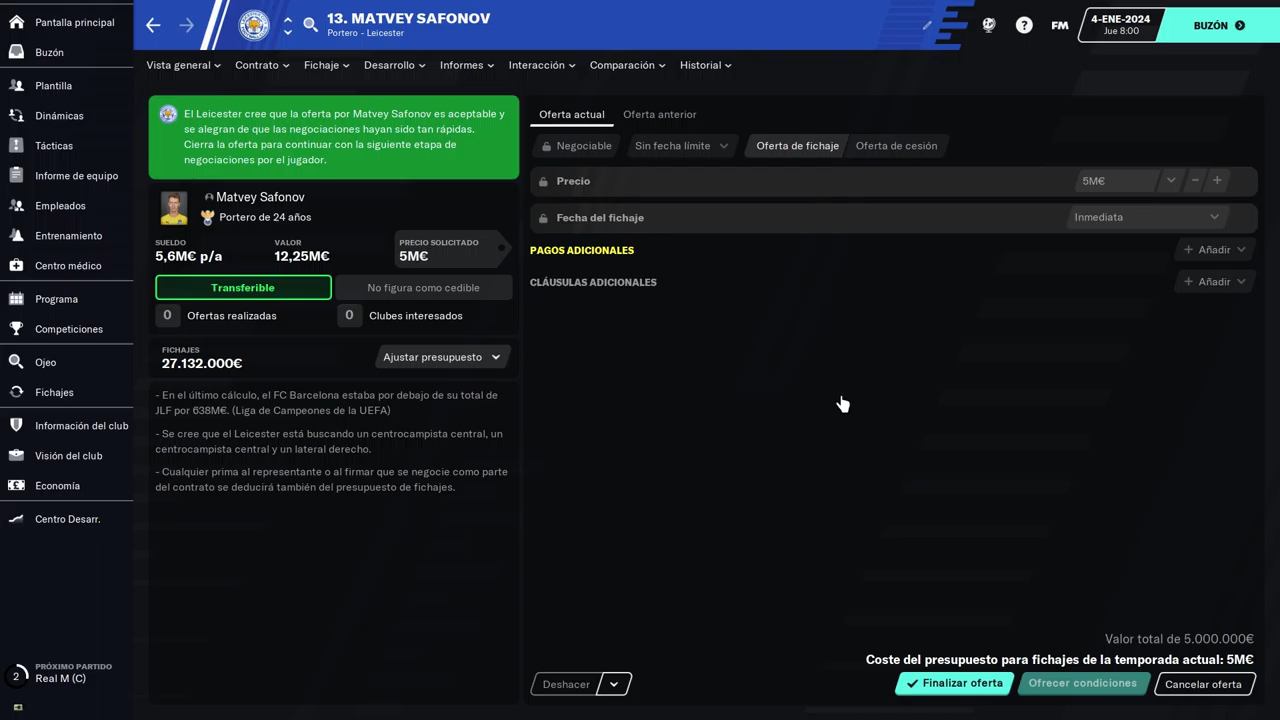 Pantalla principal
Buzón
Plantilla
Dinámicas
Tácticas
Informe de equipo
Empleados
Entrenamiento
Centro médico
Programa
Competiciones
Ojeo
Fichajes
Información del club
Visión del club
Economía
Centro Desarr.
2
PRÓXIMO PARTIDO
Real M (C)
13. MATVEY SAFONOV
Portero - Leicester
FM
4-ENE-2024
Jue 8:00
BUZÓN
Vista general
Contrato
Fichaje
Desarrollo
Informes
Interacción
Comparación
Historial
El Leicester cree que la oferta por Matvey Safonov es aceptable y
se alegran de que las negociaciones hayan sido tan rápidas.
Cierra la oferta para continuar con la siguiente etapa de
negociaciones por el jugador.
Matvey Safonov
Portero de 24 años
SUELDO
5,6M€ p/a
VALOR
12,25M€
PRECIO SOLICITADO
5M€
Transferible
No figura como cedible
0 Ofertas realizadas
0 Clubes interesados
FICHAJES
27.132.000€
Ajustar presupuesto
- En el último cálculo, el FC Barcelona estaba por debajo de su total de
JLF por 638M€. (Liga de Campeones de la UEFA)
- Se cree que el Leicester está buscando un centrocampista central, un
centrocampista central y un lateral derecho.
- Cualquier prima al representante o al firmar que se negocie como parte
del contrato se deducirá también del presupuesto de fichajes.
Oferta actual
Oferta anterior
Negociable
Sin fecha límite
Oferta de fichaje
Oferta de cesión
Precio
5M€
Fecha del fichaje
Inmediata
PAGOS ADICIONALES
+ Añadir
CLÁUSULAS ADICIONALES
+ Añadir
Valor total de 5.000.000€
Coste del presupuesto para fichajes de la temporada actual: 5M€
Deshacer
Finalizar oferta
Ofrecer condiciones
Cancelar oferta